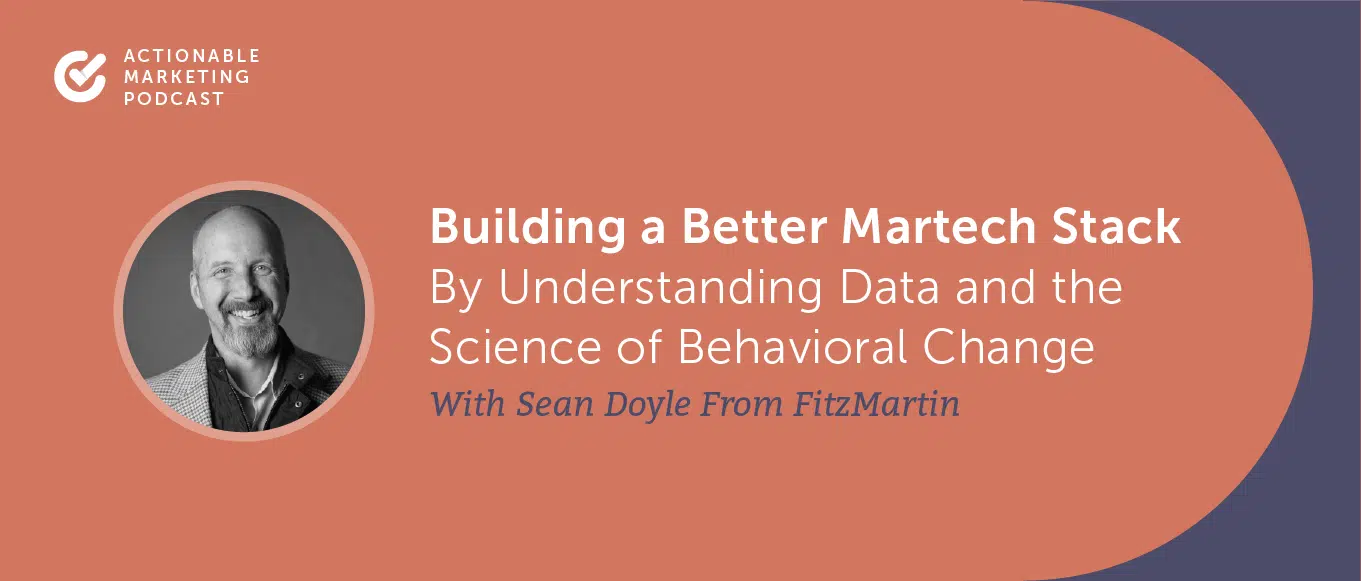 ACTIONABLE
MARKETING
PODCAST
Building a Better Martech Stack
By Understanding Data and the
Science of Behavioral Change
With Sean Doyle From FitzMartin